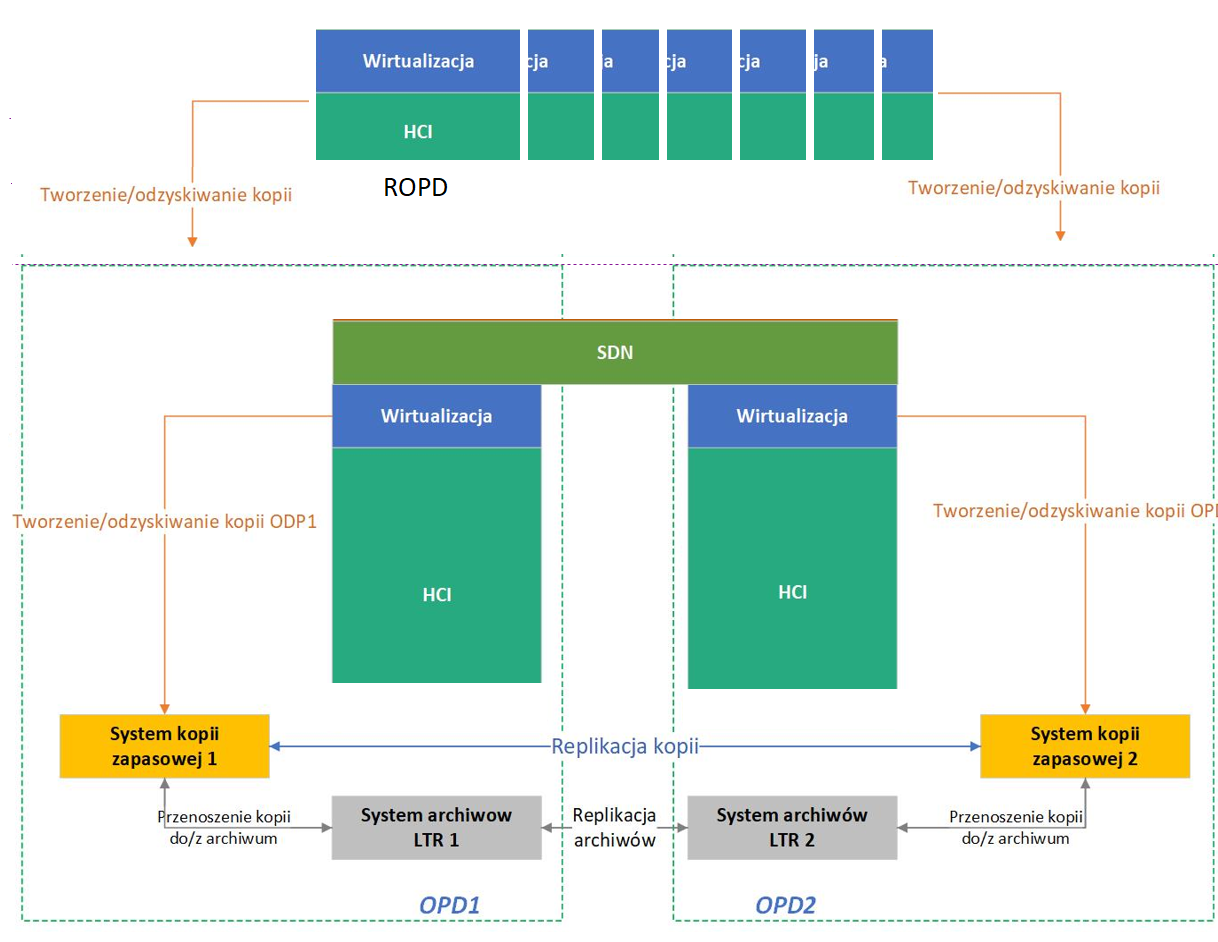 Wirtualizacja
cja
ja
cja
cja
ja
a
HCI
ROPD
Tworzenie/odzyskiwanie kopii
Tworzenie/odzyskiwanie kopii
SDN
Wirtualizacja
Wirtualizacja
Tworzenie/odzyskiwanie kopii ODP1
Tworzenie/odzyskiwanie kopii OPI
HCI
HCI
System kopii
zapasowej 1
Replikacja kopii
System kopii
zapasowej 2
Przenoszenie kopii
do/z archiwum
System archiwow
LTR 1
Replikacja
archiwów
System archiwów
LTR 2
Przenoszenie kopii
do/z archiwum
OPD1
OPD2